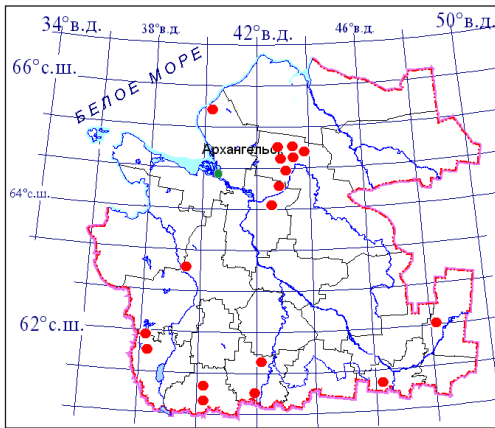 34°в.д.
38°в.д.
42°в.д.
46°в.д.
50°в.д.
66°с.ш.
БЕЛОЕ МОРЕ
Архангельск
64°с.ш.
62°с.ш.